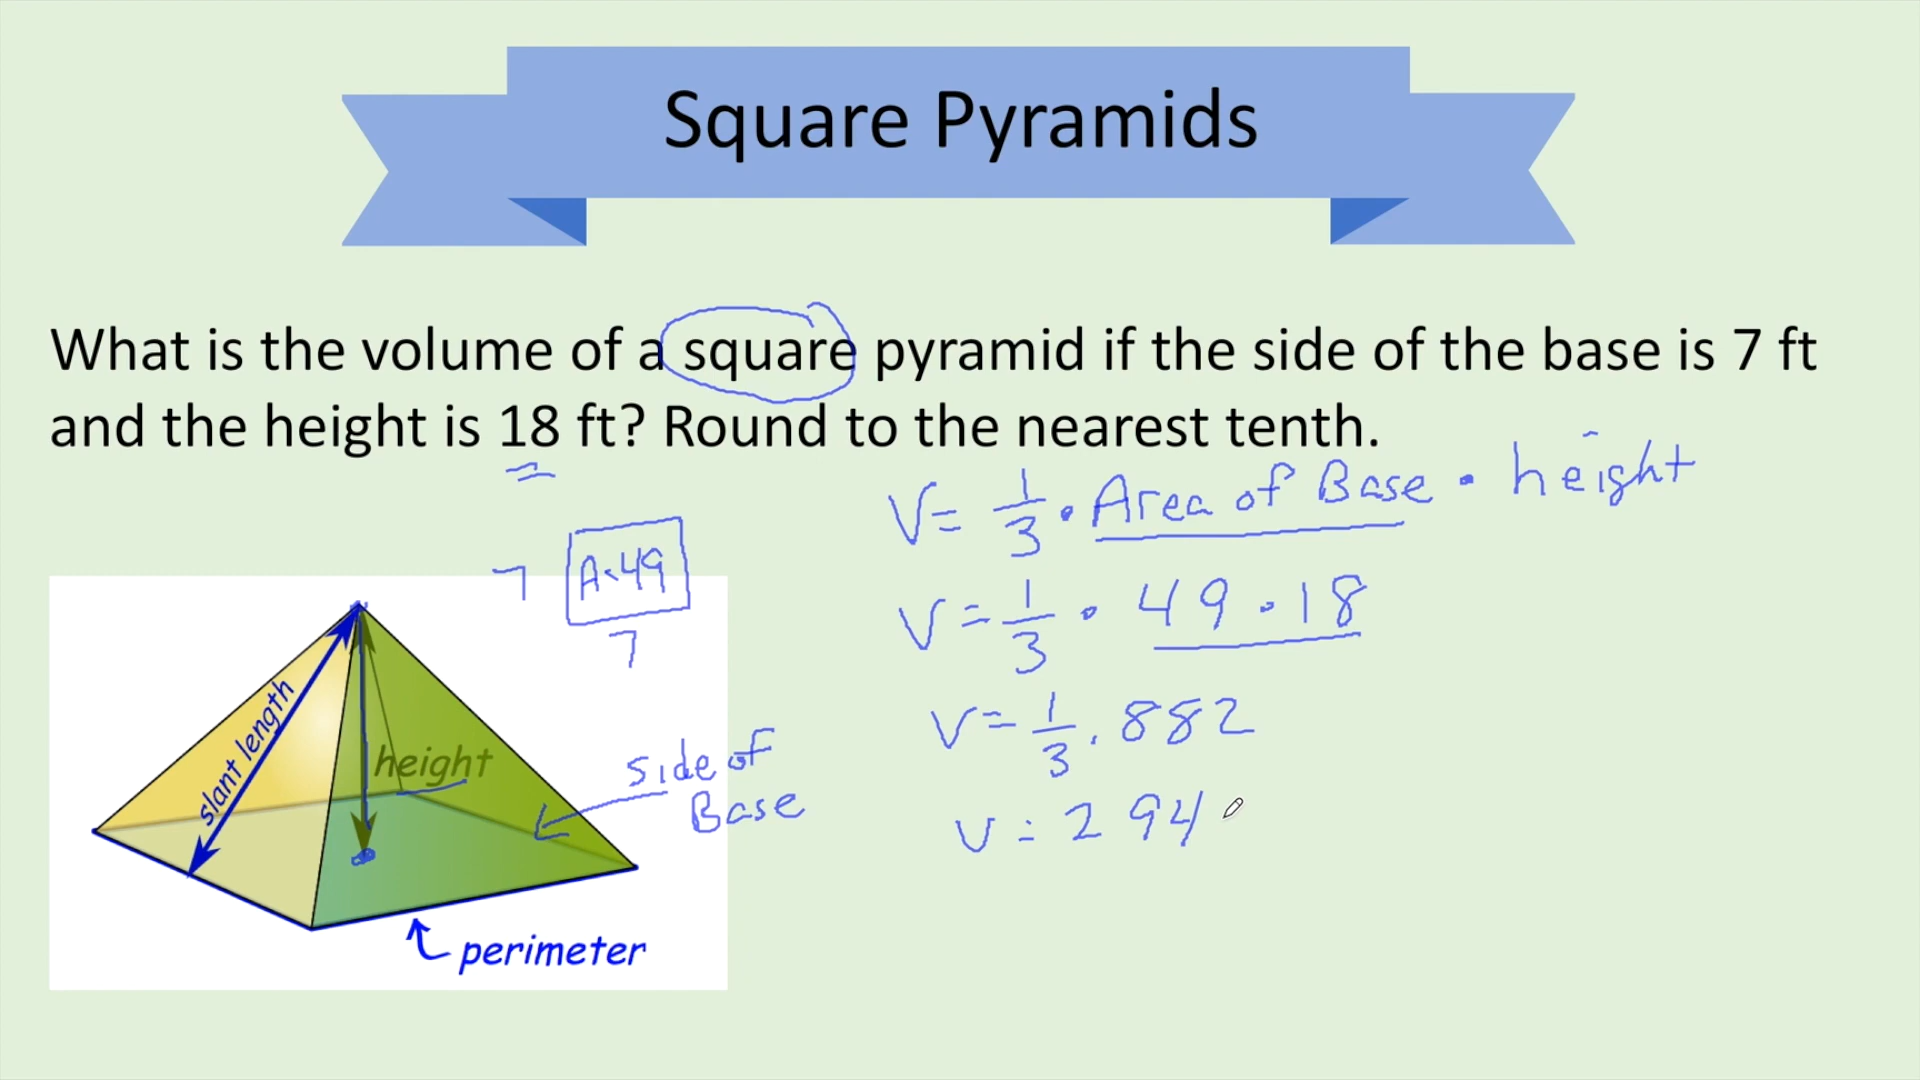 Square Pyramids
What is the volume of a square pyramid if the side of the base is 7 ft
and the height is 18 ft? Round to the nearest tenth.
V = 1/3 · Area of Base · height
7
A=49
7
V = 1/3 · 49 · 18
V = 1/3 · 882
V = 294
slant length
height
side of
Base
perimeter